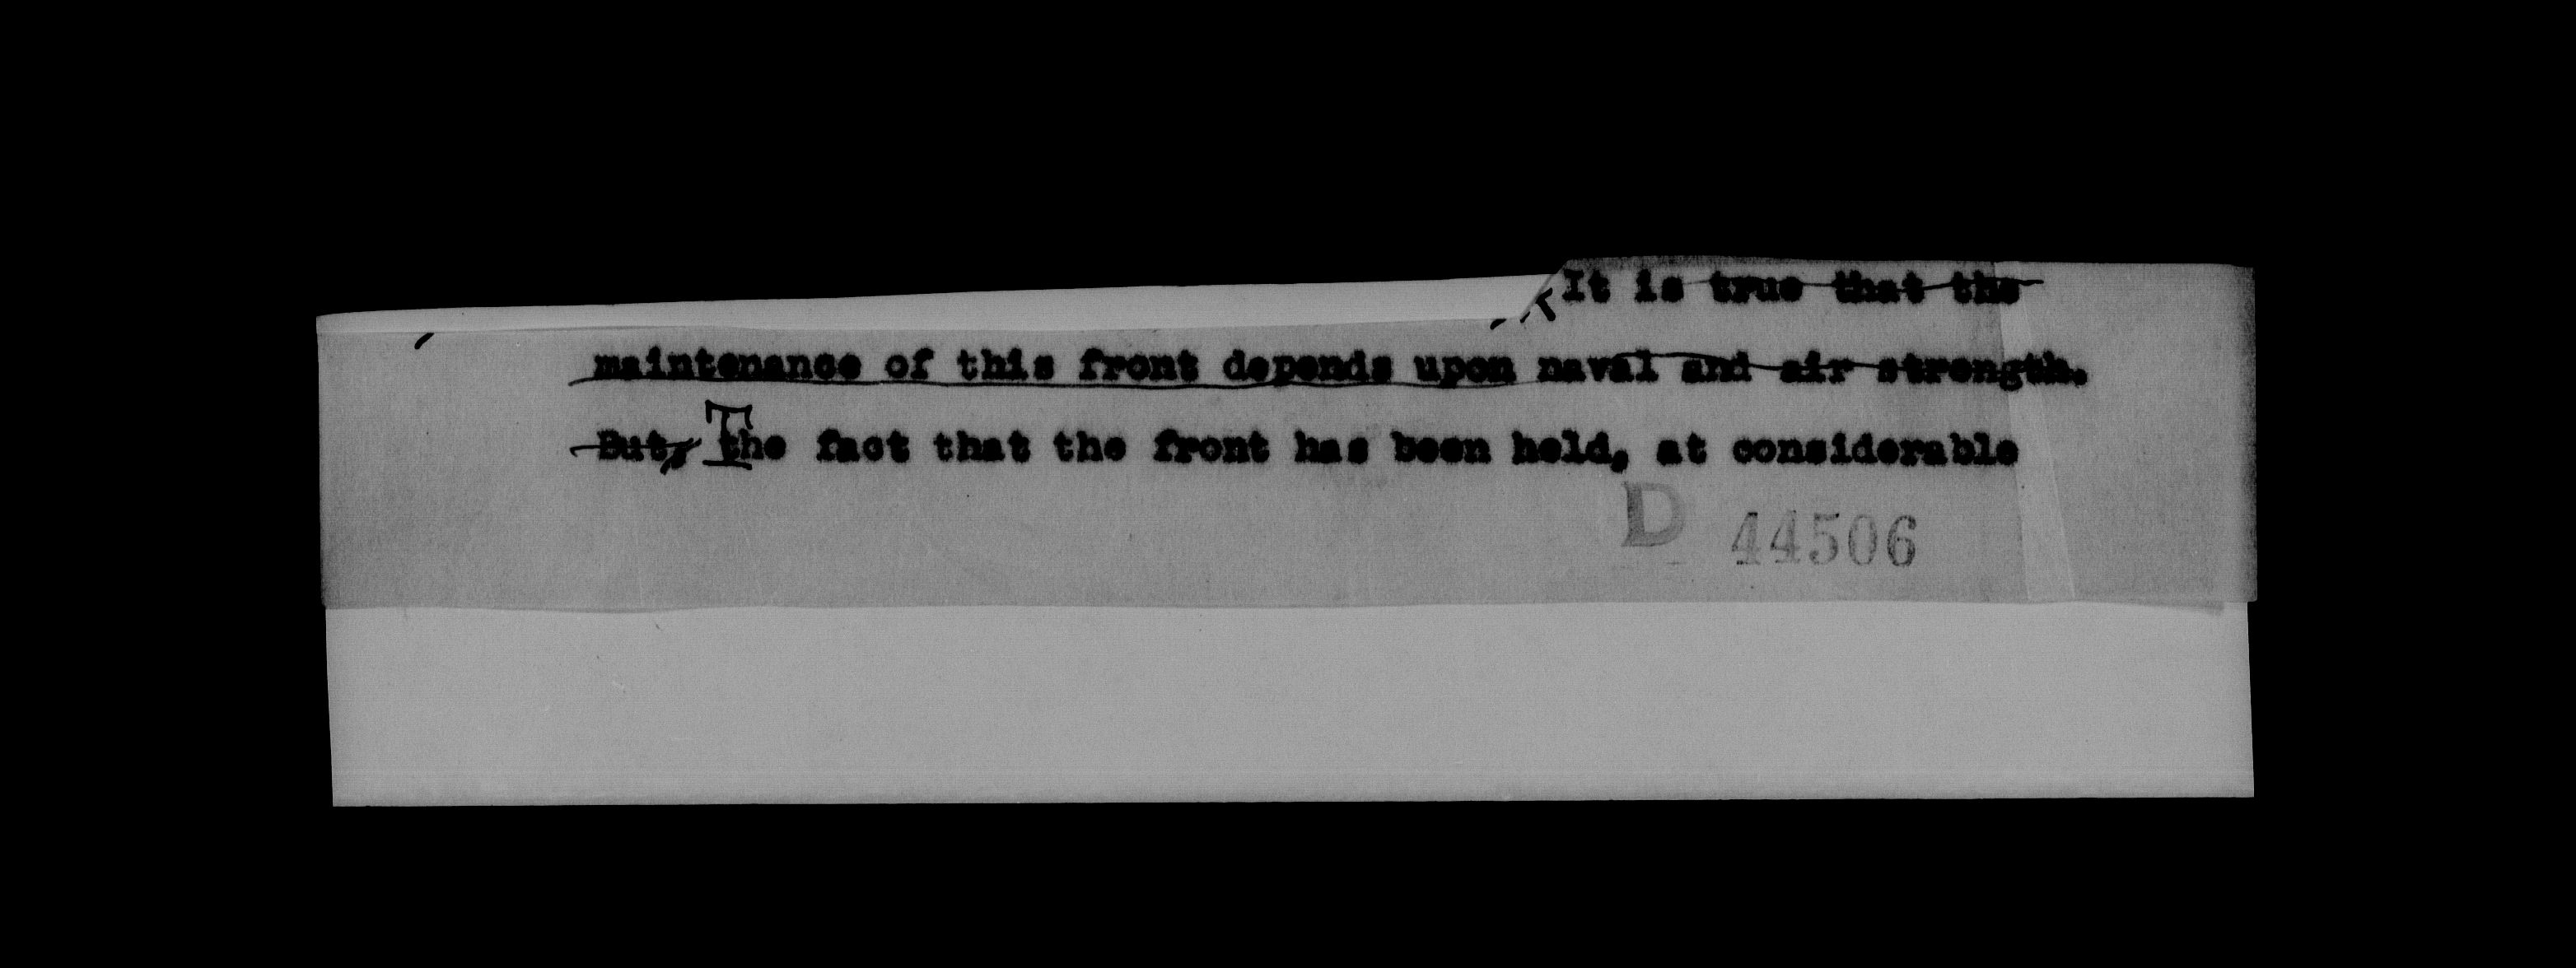 It is true that the
maintenance of this front depends upon naval and air strength.
But, The fact that the front has been held, at considerable
D 44506